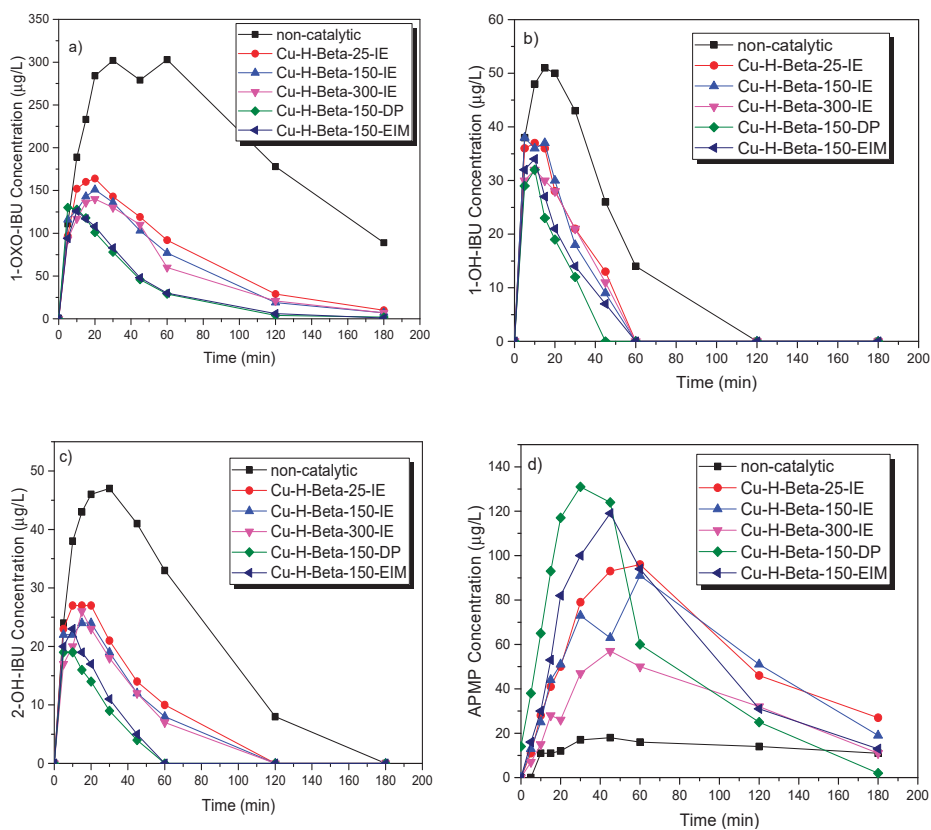 a)
1-OXO-IBU Concentration (µg/L)
350
300
250
200
150
100
50
0
non-catalytic
Cu-H-Beta-25-IE
Cu-H-Beta-150-IE
Cu-H-Beta-300-IE
Cu-H-Beta-150-DP
Cu-H-Beta-150-EIM
0 20 40 60 80 100 120 140 160 180 200
Time (min)
b)
1-OH-IBU Concentration (µg/L)
60
50
40
30
20
10
0
non-catalytic
Cu-H-Beta-25-IE
Cu-H-Beta-150-IE
Cu-H-Beta-300-IE
Cu-H-Beta-150-DP
Cu-H-Beta-150-EIM
0 20 40 60 80 100 120 140 160 180 200
Time (min)
c)
2-OH-IBU Concentration (µg/L)
50
40
30
20
10
0
non-catalytic
Cu-H-Beta-25-IE
Cu-H-Beta-150-IE
Cu-H-Beta-300-IE
Cu-H-Beta-150-DP
Cu-H-Beta-150-EIM
0 20 40 60 80 100 120 140 160 180 200
Time (min)
d)
APMP Concentration (µg/L)
140
120
100
80
60
40
20
0
non-catalytic
Cu-H-Beta-25-IE
Cu-H-Beta-150-IE
Cu-H-Beta-300-IE
Cu-H-Beta-150-DP
Cu-H-Beta-150-EIM
0 20 40 60 80 100 120 140 160 180 200
Time (min)